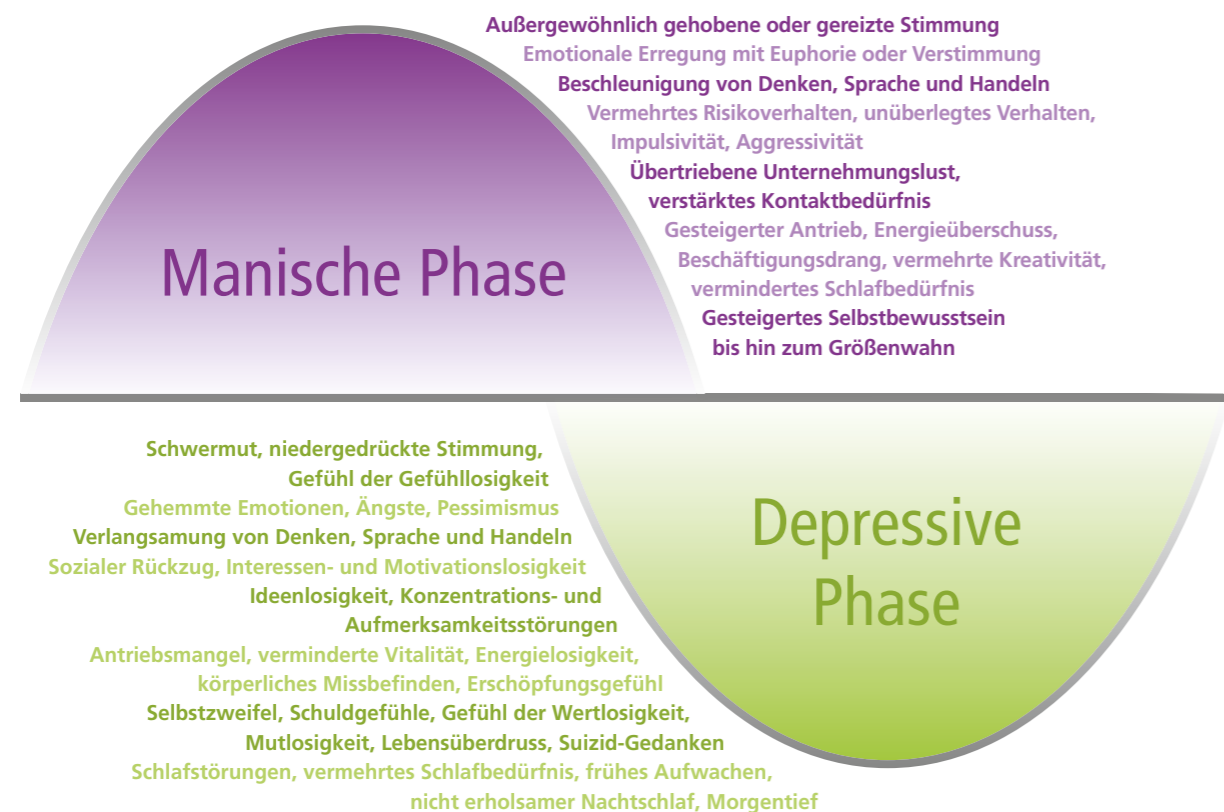 Außergewöhnlich gehobene oder gereizte Stimmung
Emotionale Erregung mit Euphorie oder Verstimmung
Beschleunigung von Denken, Sprache und Handeln
Vermehrtes Risikoverhalten, unüberlegtes Verhalten,
Impulsivität, Aggressivität
Übertriebene Unternehmungslust,
verstärktes Kontaktbedürfnis
Gesteigerter Antrieb, Energieüberschuss,
Beschäftigungsdrang, vermehrte Kreativität,
vermindertes Schlafbedürfnis
Gesteigertes Selbstbewusstsein
bis hin zum Größenwahn
Manische Phase
Schwermut, niedergedrückte Stimmung,
Gefühl der Gefühllosigkeit
Gehemmte Emotionen, Ängste, Pessimismus
Verlangsamung von Denken, Sprache und Handeln
Sozialer Rückzug, Interessen- und Motivationslosigkeit
Ideenlosigkeit, Konzentrations- und
Aufmerksamkeitsstörungen
Antriebsmangel, verminderte Vitalität, Energielosigkeit,
körperliches Missbefinden, Erschöpfungsgefühl
Selbstzweifel, Schuldgefühle, Gefühl der Wertlosigkeit,
Mutlosigkeit, Lebensüberdruss, Suizid-Gedanken
Schlafstörungen, vermehrtes Schlafbedürfnis, frühes Aufwachen,
nicht erholsamer Nachtschlaf, Morgentief
Depressive
Phase